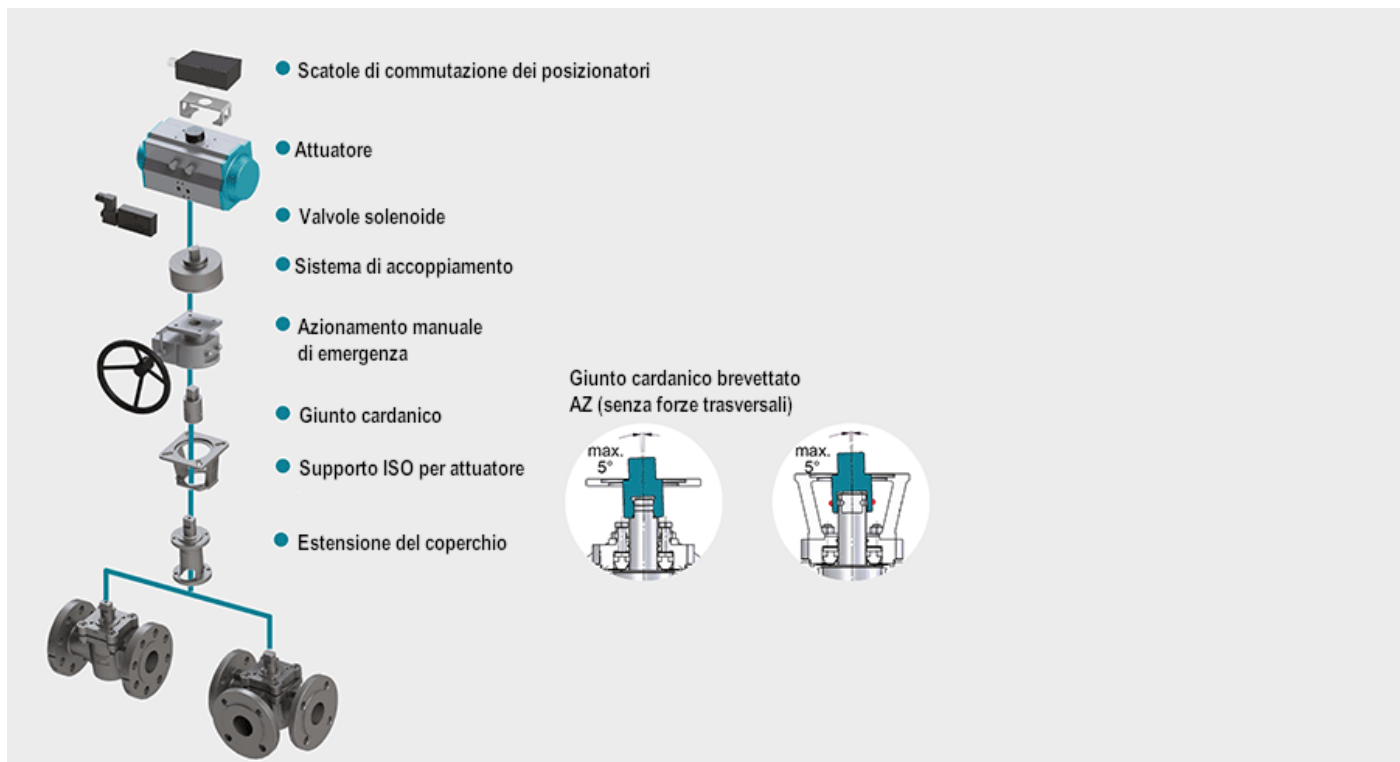 Scatole di commutazione dei posizionatori
Attuatore
Valvole solenoide
Sistema di accoppiamento
Azionamento manuale
di emergenza
Giunto cardanico
Supporto ISO per attuatore
Estensione del coperchio
Giunto cardanico brevettato
AZ (senza forze trasversali)
max.
5°
max.
5°